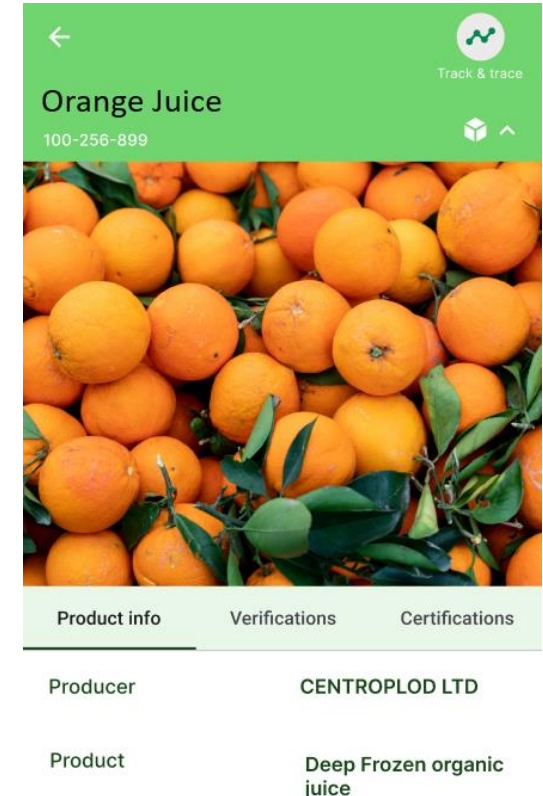 Track & trace
Orange Juice
100-256-899
Product info Verifications Certifications
Producer CENTROPLOD LTD
Product Deep Frozen organic
juice